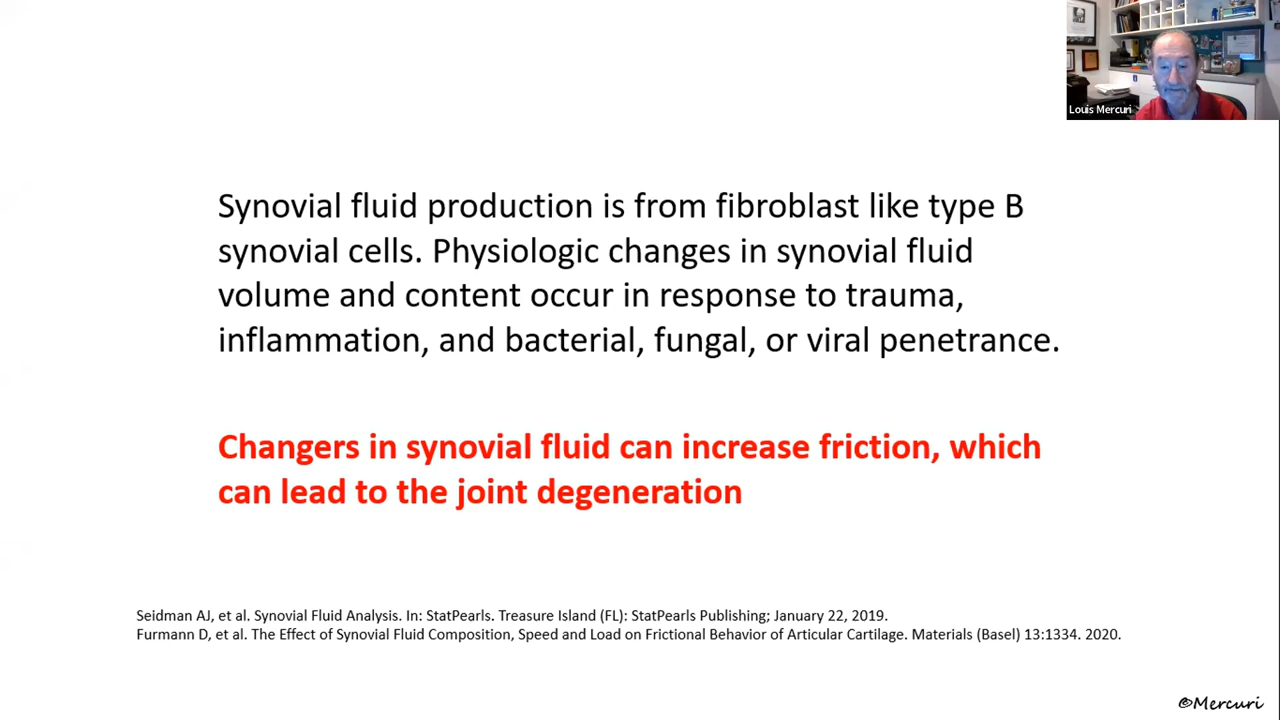 Louis Mercuri
Synovial fluid production is from fibroblast like type B
synovial cells. Physiologic changes in synovial fluid
volume and content occur in response to trauma,
inflammation, and bacterial, fungal, or viral penetrance.
Changers in synovial fluid can increase friction, which
can lead to the joint degeneration
Seidman AJ, et al. Synovial Fluid Analysis. In: StatPearls. Treasure Island (FL): StatPearls Publishing; January 22, 2019.
Furmann D, et al. The Effect of Synovial Fluid Composition, Speed and Load on Frictional Behavior of Articular Cartilage. Materials (Basel) 13:1334. 2020.
©Mercuri